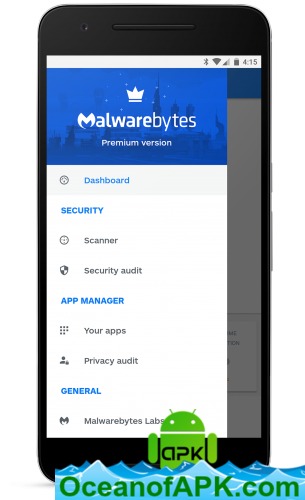 4:15
Malwarebytes
Premium version
Dashboard
SECURITY
Scanner
Security audit
APP MANAGER
Your apps
Privacy audit
GENERAL
Malwarebytes Labs
apk
OceanofAPK.com